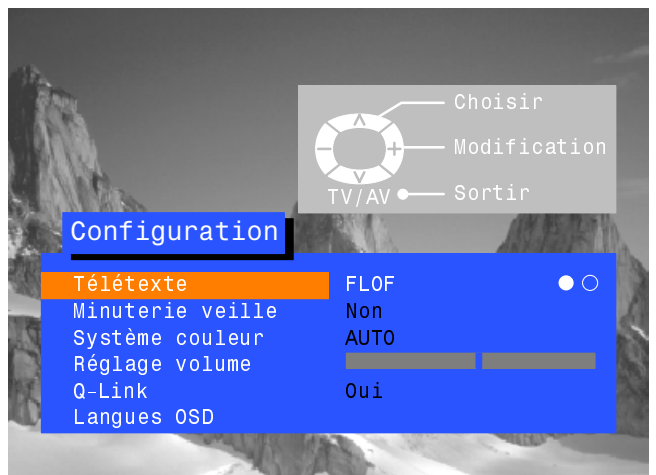 Choisir
Modification
TV/AV
Sortir
Configuration
Télétexte FLOF
Minuterie veille Non
Système couleur AUTO
Réglage volume
Q-Link Oui
Langues OSD